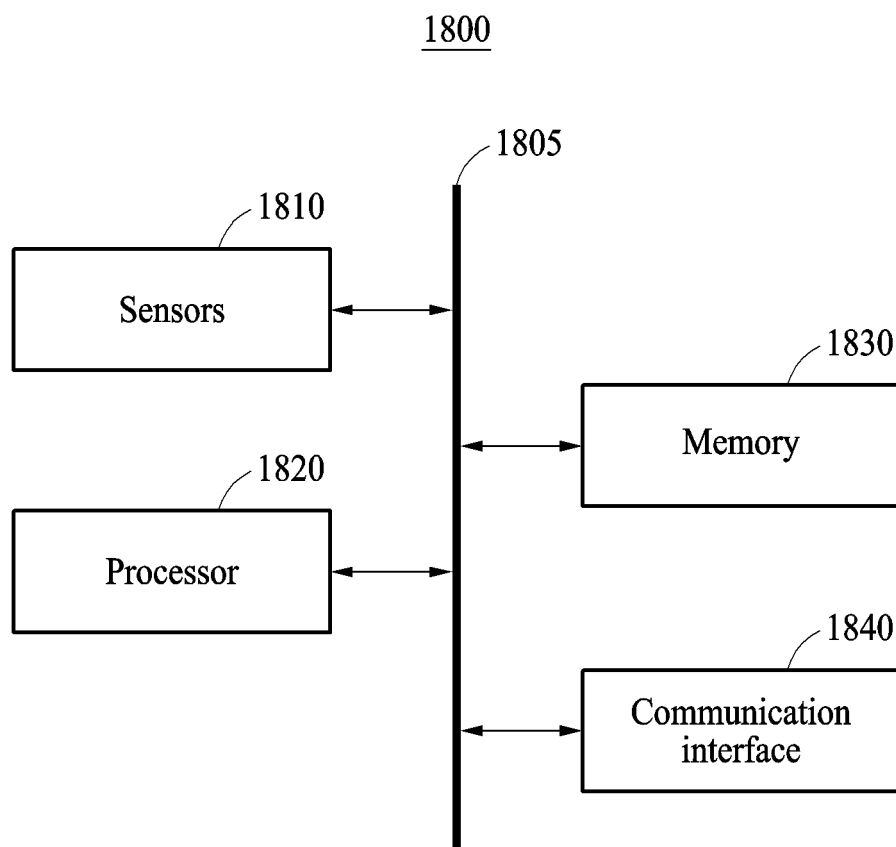 1800
1805
1810
Sensors
1830
Memory
1820
Processor
1840
Communication
interface